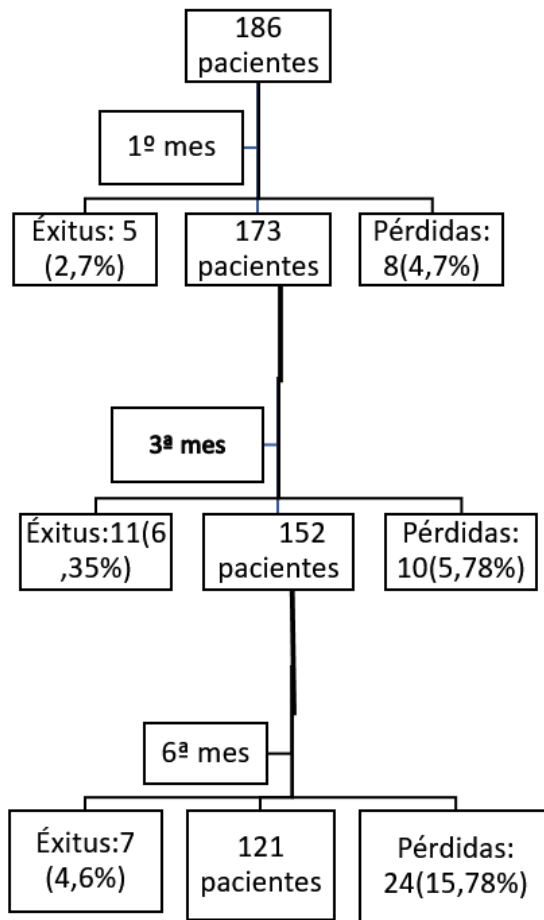 186
pacientes
1º mes
Éxitus: 5
(2,7%)
173
pacientes
Pérdidas:
8(4,7%)
3ª mes
Éxitus:11(6
,35%)
152
pacientes
Pérdidas:
10(5,78%)
6ª mes
Éxitus:7
(4,6%)
121
pacientes
Pérdidas:
24(15,78%)